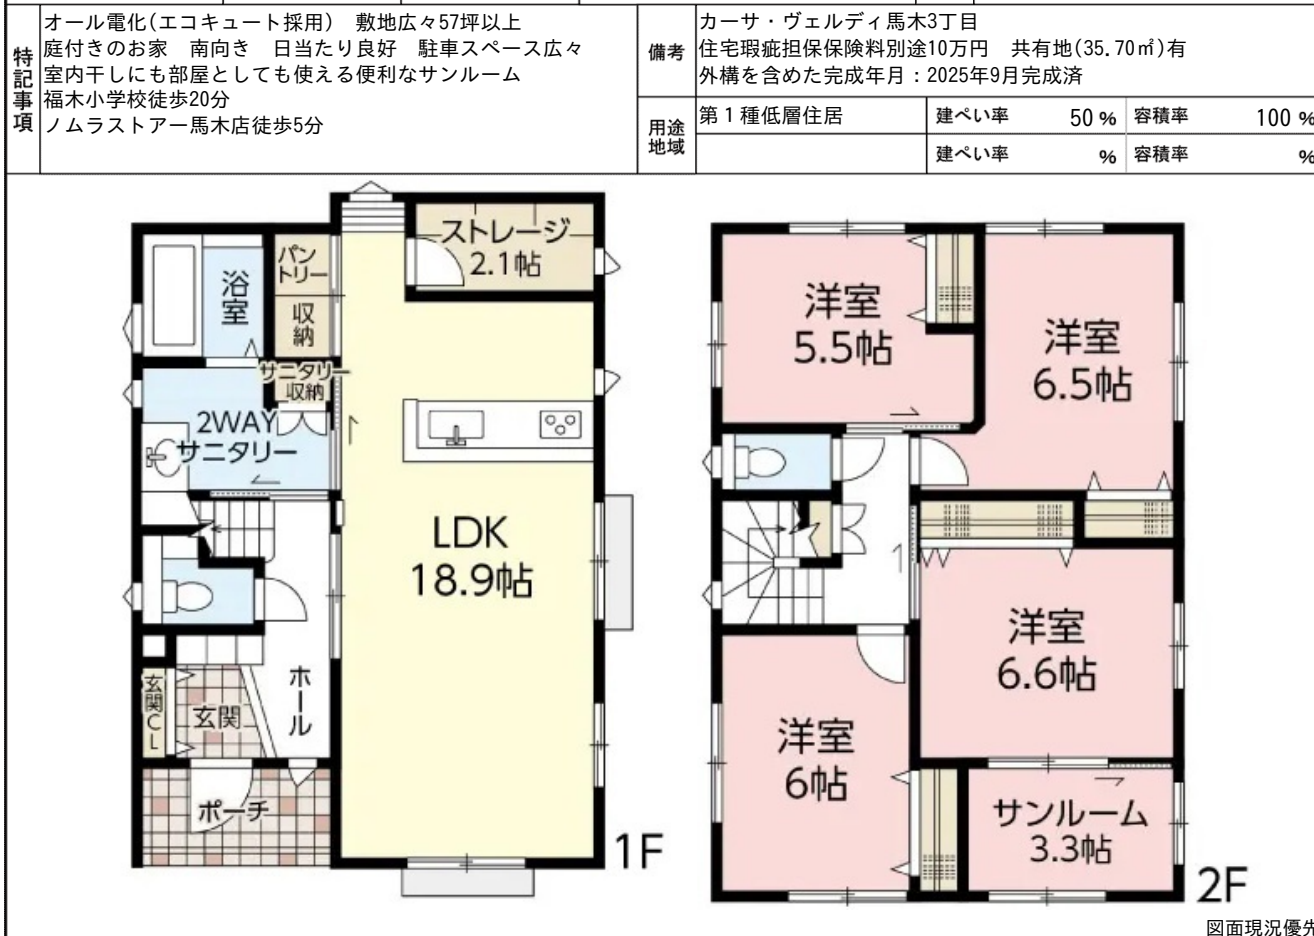 特記事項
オール電化(エコキュート採用)　敷地広々57坪以上
庭付きのお家　南向き　日当たり良好　駐車スペース広々
室内干しにも部屋としても使える便利なサンルーム
福木小学校徒歩20分
ノムラストアー馬木店徒歩5分
備考
カーサ・ヴェルディ馬木3丁目
住宅瑕疵担保保険料別途10万円　共有地(35.70㎡)有
外構を含めた完成年月：2025年9月完成済
用途地域
第１種低層住居
建ぺい率　50 %　容積率　100 %
建ぺい率　%　容積率　%
ストレージ
2.1帖
パントリー
浴室
収納
サニタリー収納
2WAY
サニタリー
LDK
18.9帖
ホール
玄関CL
玄関
ポーチ
1F
洋室
5.5帖
洋室
6.5帖
洋室
6.6帖
洋室
6帖
サンルーム
3.3帖
2F
図面現況優先